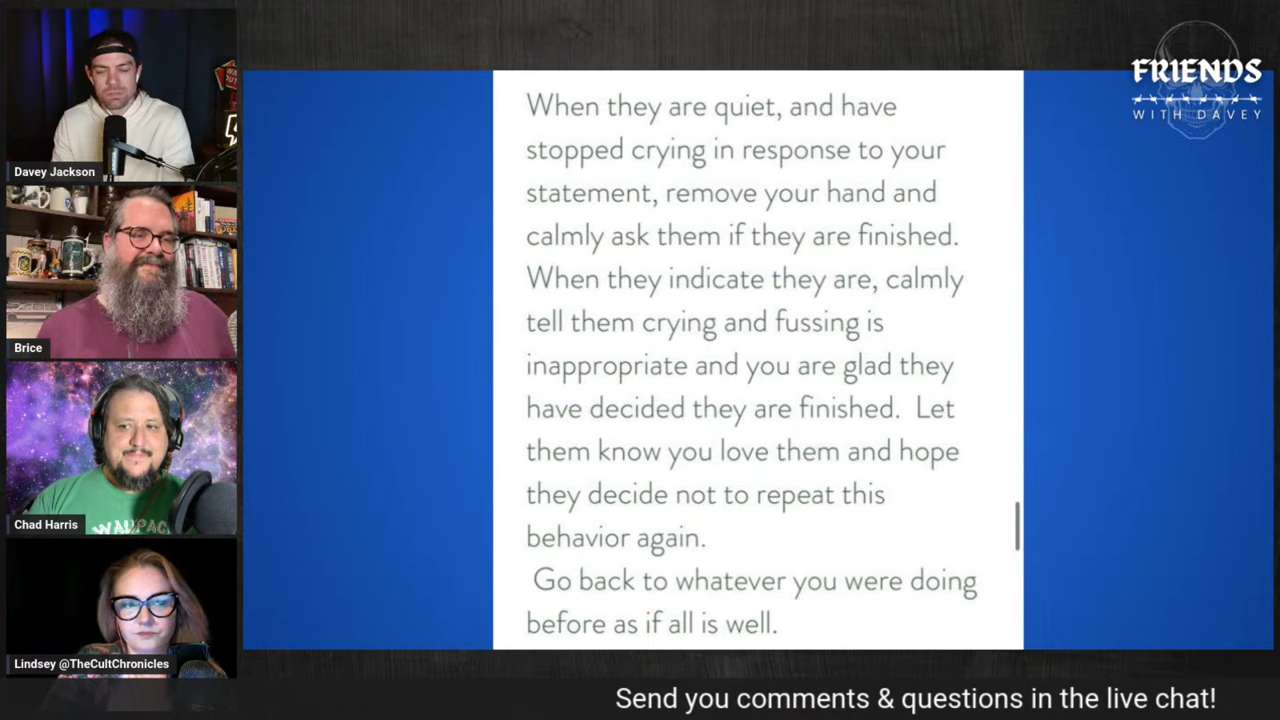 Davey Jackson
Brice
Chad Harris
Lindsey @TheCultChronicles
FRIENDS
WITH DAVEY
When they are quiet, and have
stopped crying in response to your
statement, remove your hand and
calmly ask them if they are finished.
When they indicate they are, calmly
tell them crying and fussing is
inappropriate and you are glad they
have decided they are finished.  Let
them know you love them and hope
they decide not to repeat this
behavior again.
Go back to whatever you were doing
before as if all is well.
Send you comments & questions in the live chat!